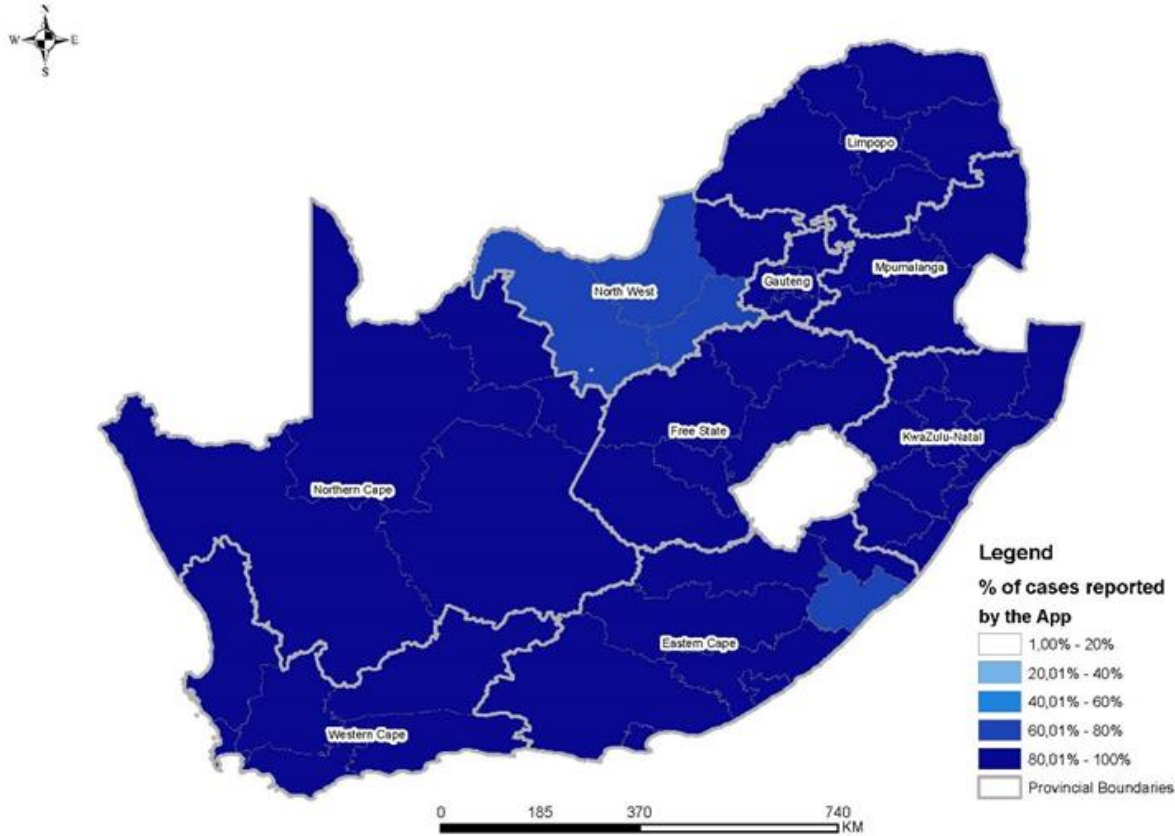 N
W E
S
Limpopo
Mpumalanga
Gauteng
North West
Free State
KwaZulu-Natal
Northern Cape
Eastern Cape
Western Cape
Legend
% of cases reported
by the App
1,00% - 20%
20,01% - 40%
40,01% - 60%
60,01% - 80%
80,01% - 100%
Provincial Boundaries
0 185 370 740
KM